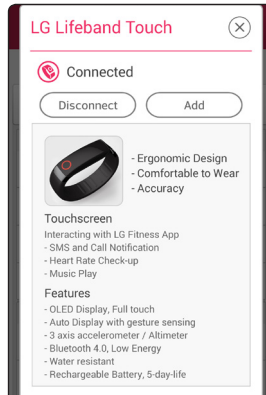 LG Lifeband Touch
Connected
Disconnect Add
- Ergonomic Design
- Comfortable to Wear
- Accuracy
Touchscreen
Interacting with LG Fitness App
- SMS and Call Notification
- Heart Rate Check-up
- Music Play
Features
- OLED Display, Full touch
- Auto Display with gesture sensing
- 3 axis accelerometer / Altimeter
- Bluetooth 4.0, Low Energy
- Water resistant
- Rechargeable Battery, 5-day-life